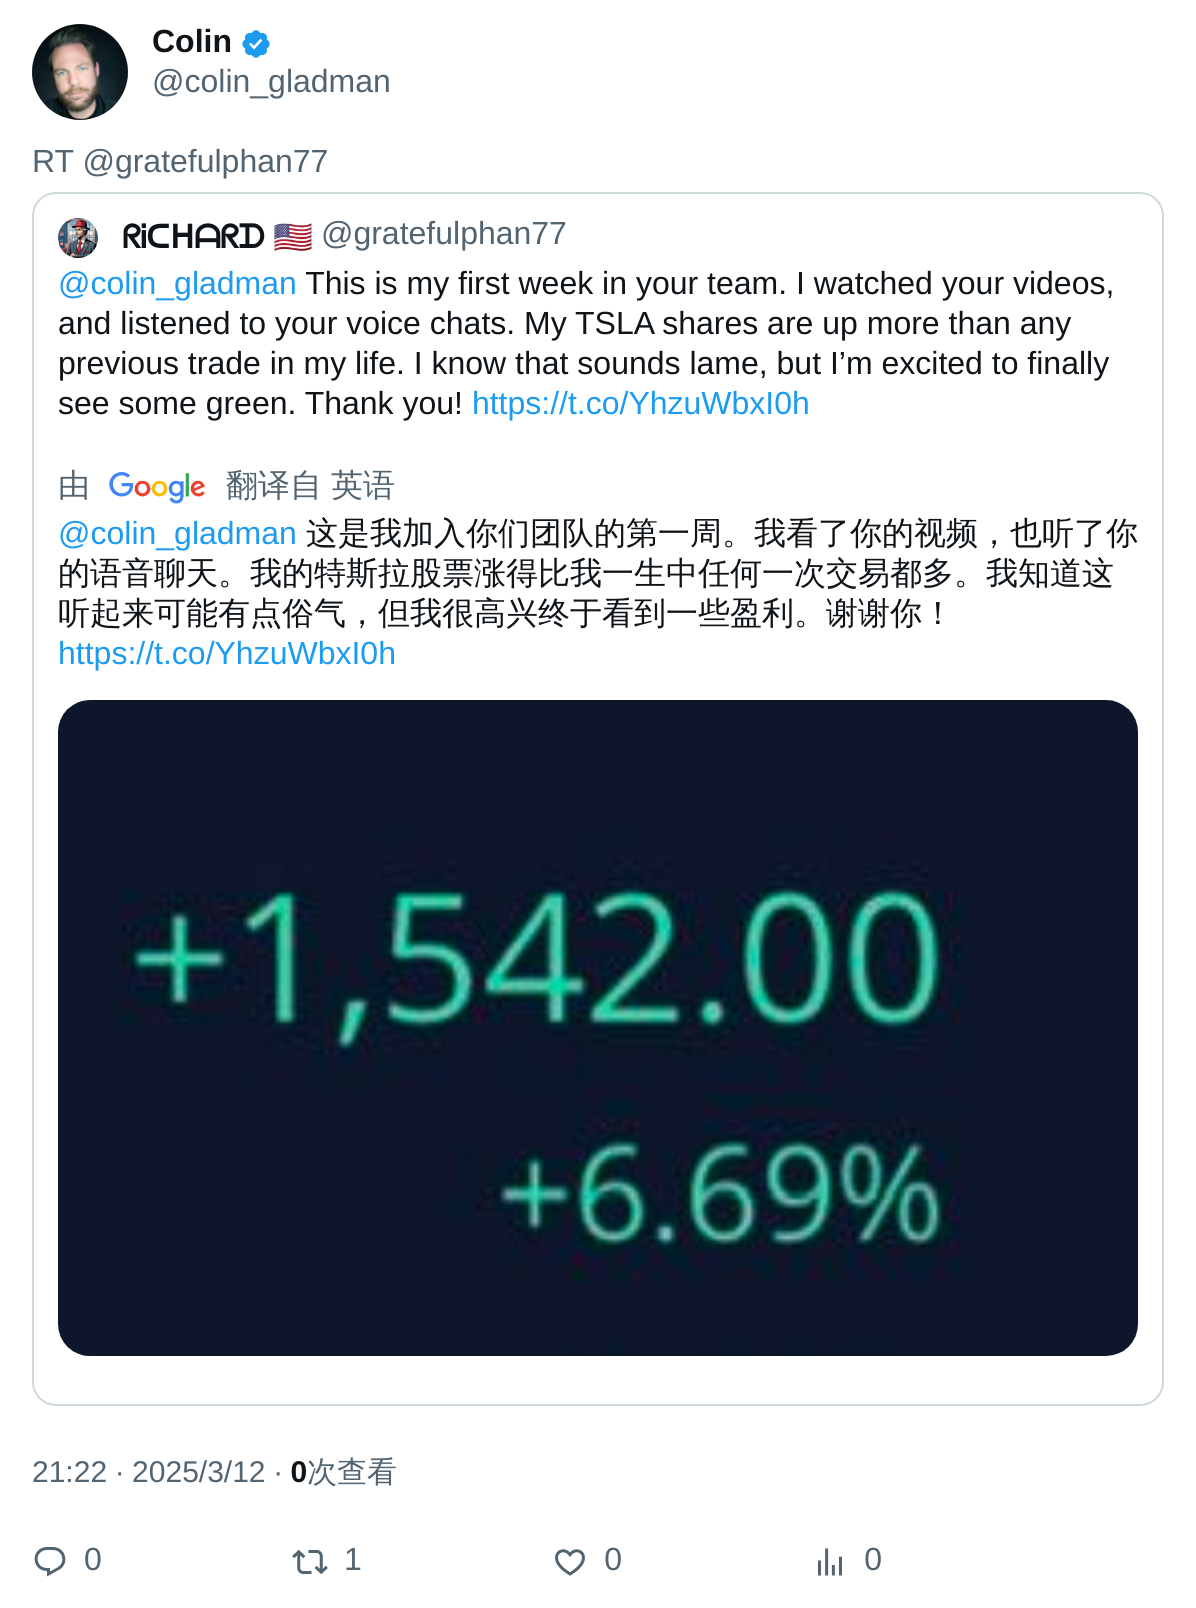 Colin
@colin_gladman
RT @gratefulphan77
RiCHARD 🇺🇸 @gratefulphan77
@colin_gladman This is my first week in your team. I watched your videos,
and listened to your voice chats. My TSLA shares are up more than any
previous trade in my life. I know that sounds lame, but I’m excited to finally
see some green. Thank you! https://t.co/YhzuWbxI0h
由 Google 翻译自 英语
@colin_gladman 这是我加入你们团队的第一周。我看了你的视频，也听了你
的语音聊天。我的特斯拉股票涨得比我一生中任何一次交易都多。我知道这
听起来可能有点俗气，但我很高兴终于看到一些盈利。谢谢你！
https://t.co/YhzuWbxI0h
+1,542.00
+6.69%
21:22 · 2025/3/12 · 0次查看
0 1 0 0